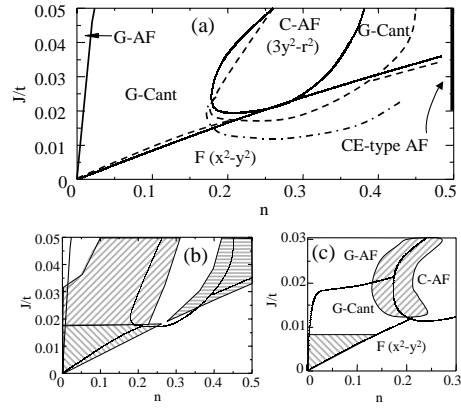 (a)
G-AF
C-AF
(3y²-r²)
G-Cant
G-Cant
F (x²-y²)
CE-type AF
J/t
0.05
0.04
0.03
0.02
0.01
0
0
0.1
0.2
0.3
0.4
0.5
n
(b)
J/t
0.05
0.04
0.03
0.02
0.01
0.00
0
0.1
0.2
0.3
0.4
0.5
n
(c)
G-AF
C-AF
G-Cant
F (x²-y²)
J/t
0.03
0.02
0.01
0
0
0.1
0.2
0.3
n